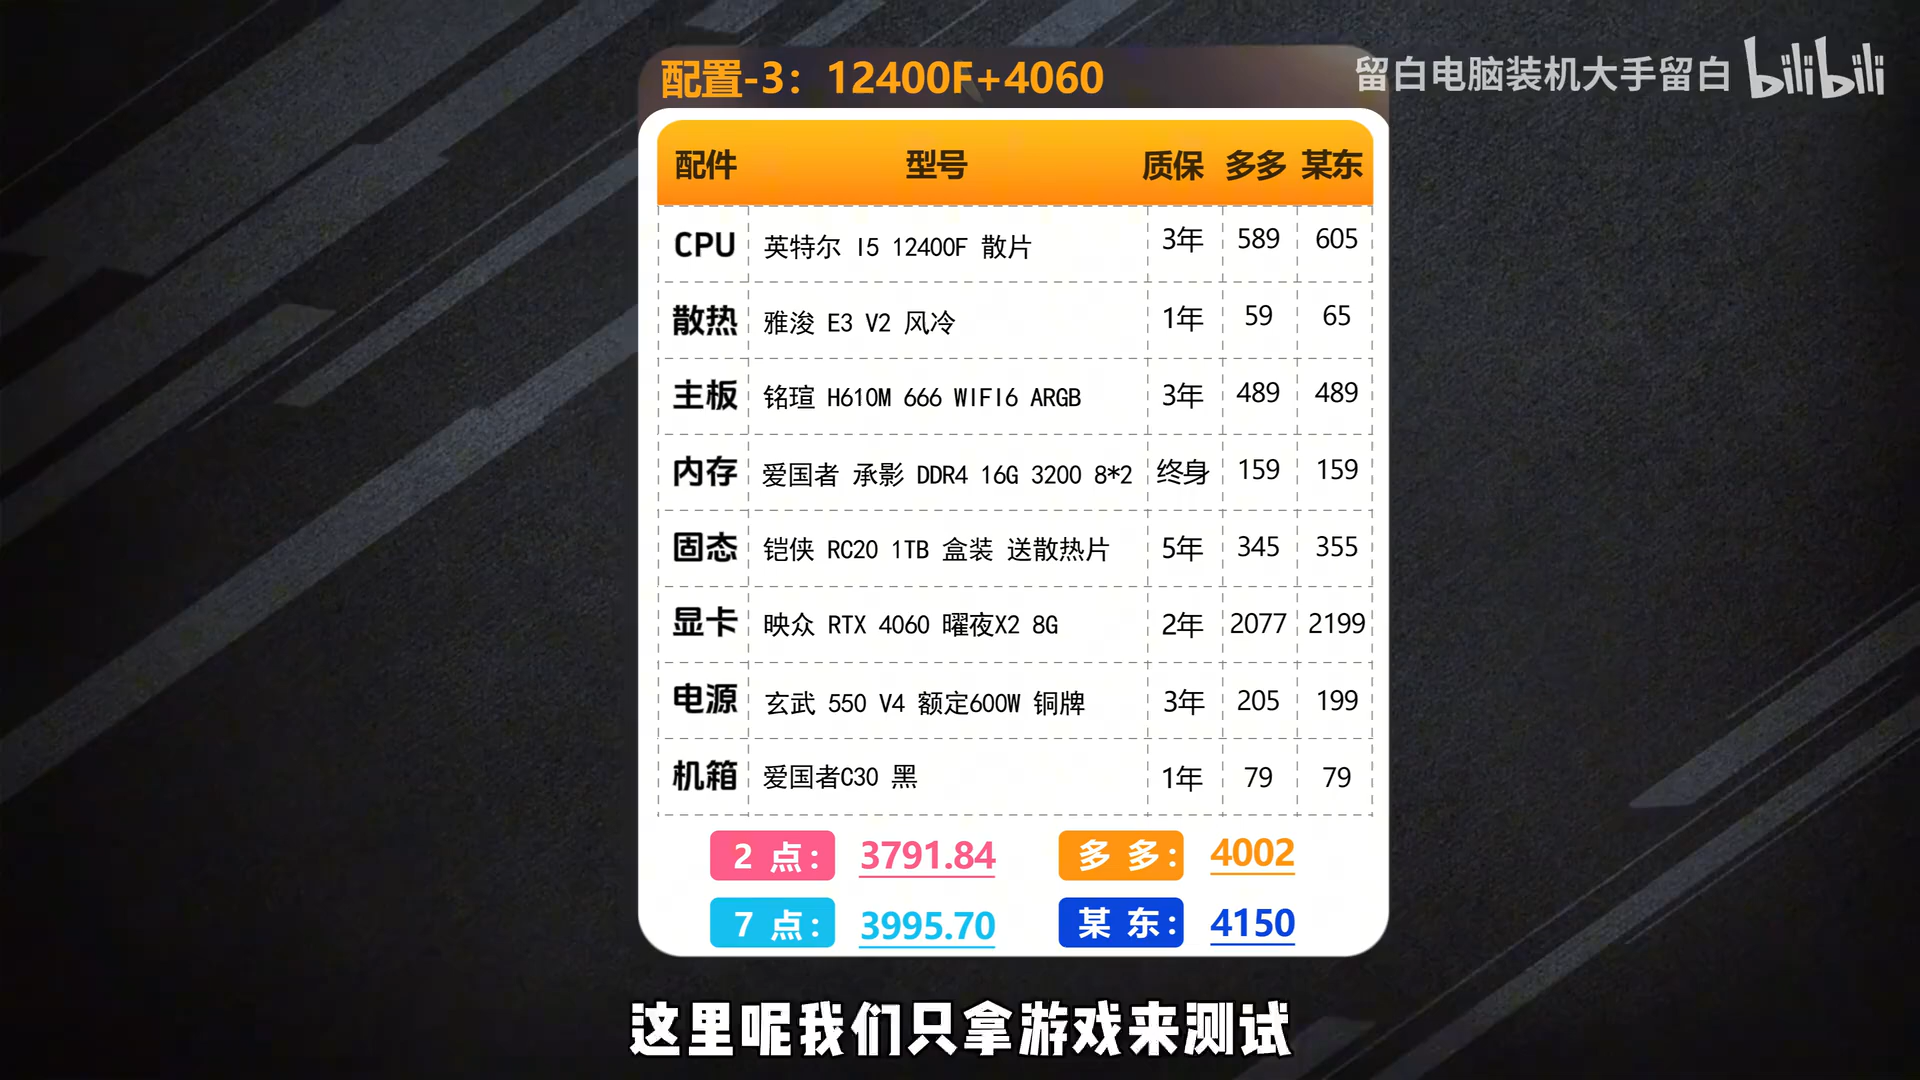 留白电脑装机大手留白 bilibili
配置-3：12400F+4060
配件 型号 质保 多多 某东
CPU 英特尔 I5 12400F 散片 3年 589 605
散热 雅浚 E3 V2 风冷 1年 59 65
主板 铭瑄 H610M 666 WIFI6 ARGB 3年 489 489
内存 爱国者 承影 DDR4 16G 3200 8*2 终身 159 159
固态 铠侠 RC20 1TB 盒装 送散热片 5年 345 355
显卡 映众 RTX 4060 曜夜X2 8G 2年 2077 2199
电源 玄武 550 V4 额定600W 铜牌 3年 205 199
机箱 爱国者C30 黑 1年 79 79
2 点： 3791.84 多 多： 4002
7 点： 3995.70 某 东： 4150
这里呢我们只拿游戏来测试